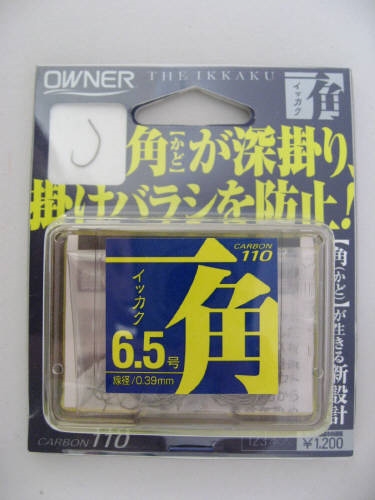 OWNER
THE IKKAKU
一角
イッカク
角【かど】が深掛り、
掛けバラシを防止!
CARBON
110
一角
イッカク
6.5号
線径/0.39mm
【角【かど】が生きる新設計】
CARBON 110
¥1,200